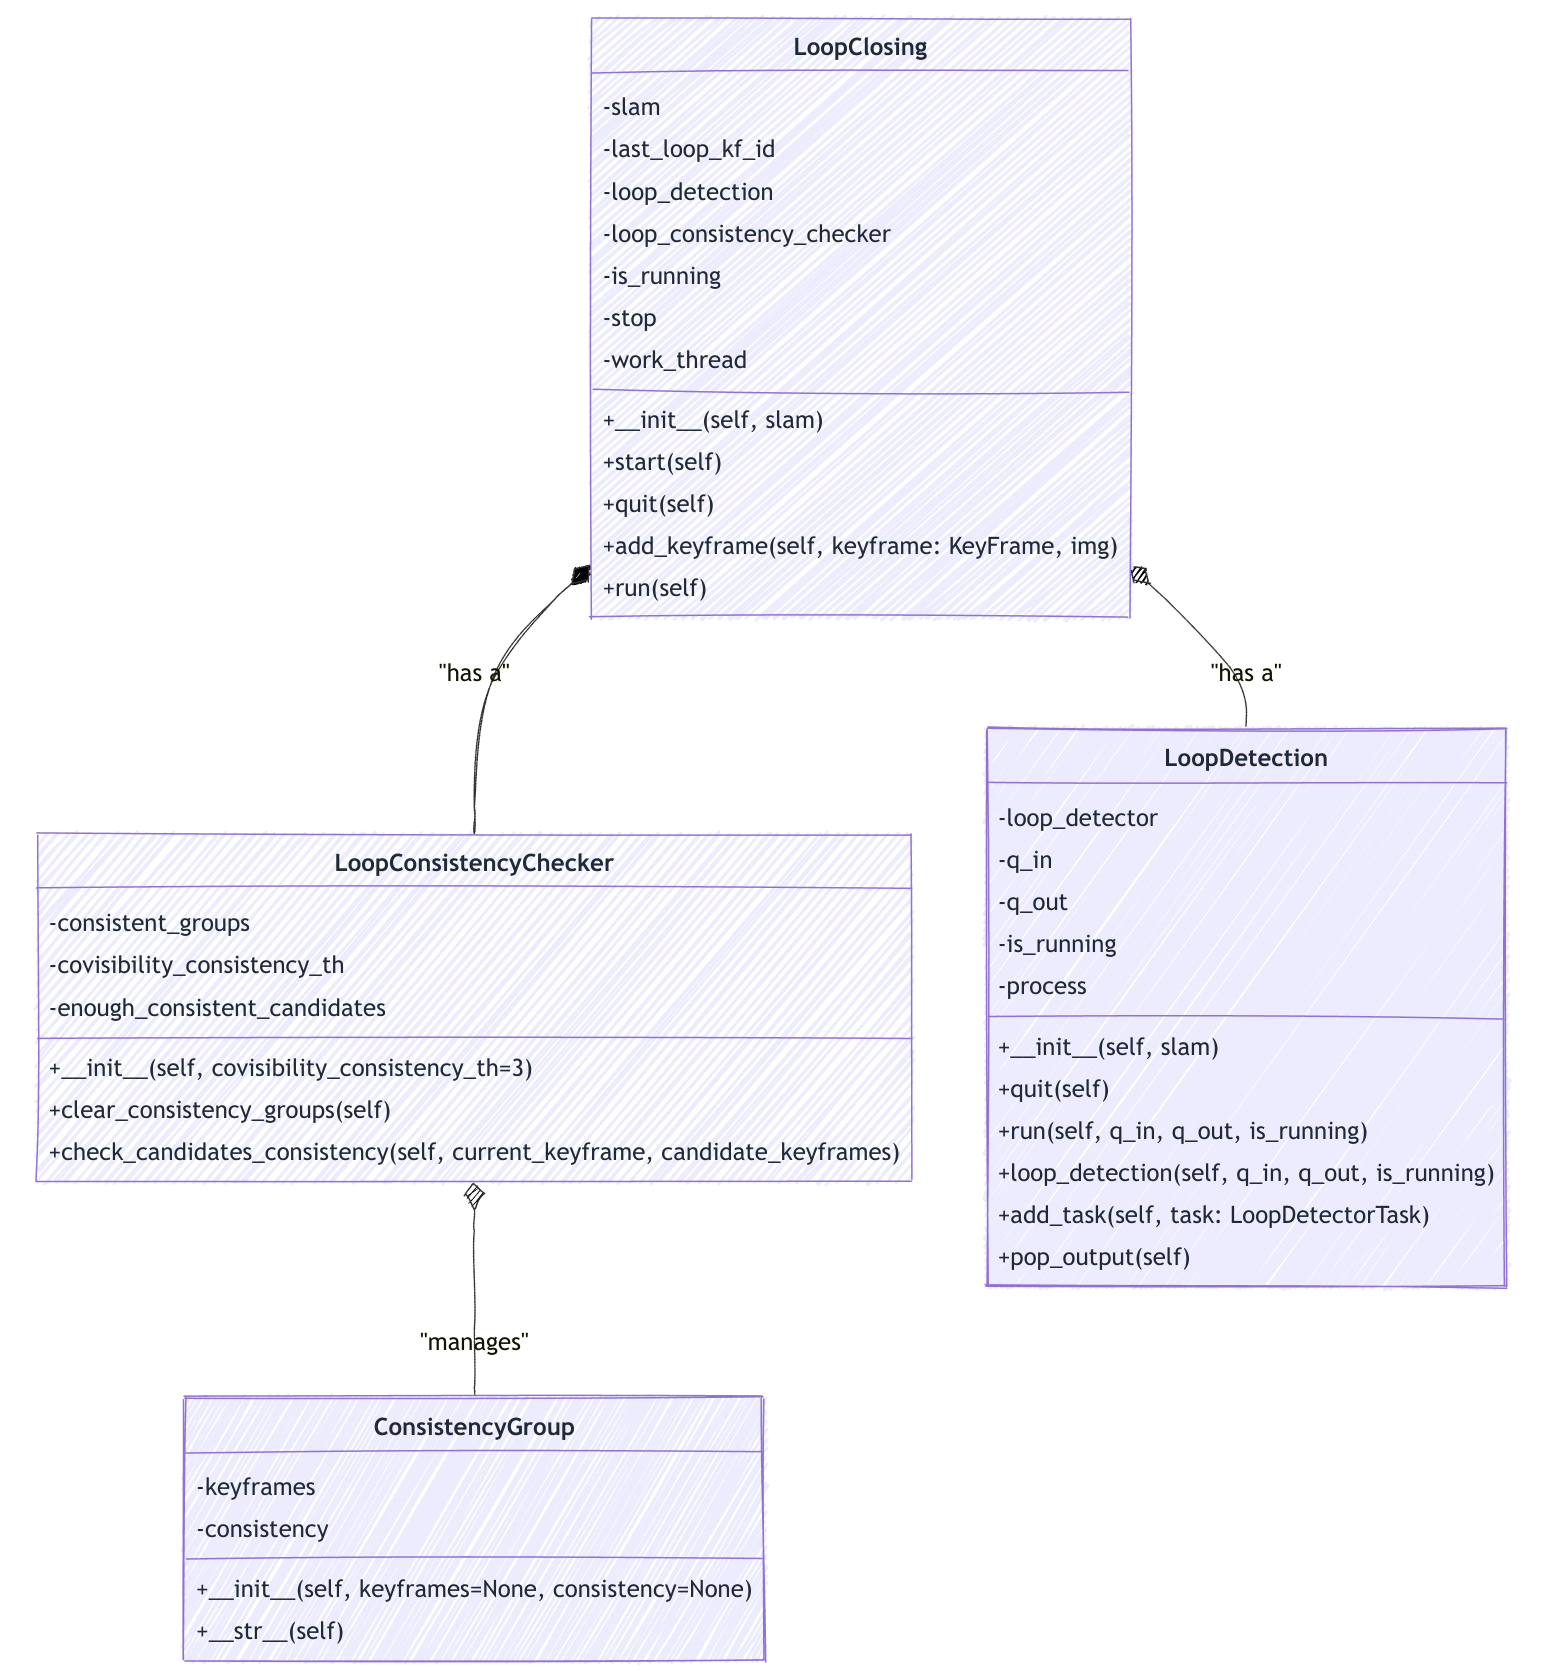 LoopClosing
-slam
-last_loop_kf_id
-loop_detection
-loop_consistency_checker
-is_running
-stop
-work_thread
+__init__(self, slam)
+start(self)
+quit(self)
+add_keyframe(self, keyframe: KeyFrame, img)
+run(self)
"has a"
"has a"
LoopDetection
-loop_detector
-q_in
-q_out
-is_running
-process
+__init__(self, slam)
+quit(self)
+run(self, q_in, q_out, is_running)
+loop_detection(self, q_in, q_out, is_running)
+add_task(self, task: LoopDetectorTask)
+pop_output(self)
LoopConsistencyChecker
-consistent_groups
-covisibility_consistency_th
-enough_consistent_candidates
+__init__(self, covisibility_consistency_th=3)
+clear_consistency_groups(self)
+check_candidates_consistency(self, current_keyframe, candidate_keyframes)
"manages"
ConsistencyGroup
-keyframes
-consistency
+__init__(self, keyframes=None, consistency=None)
+__str__(self)